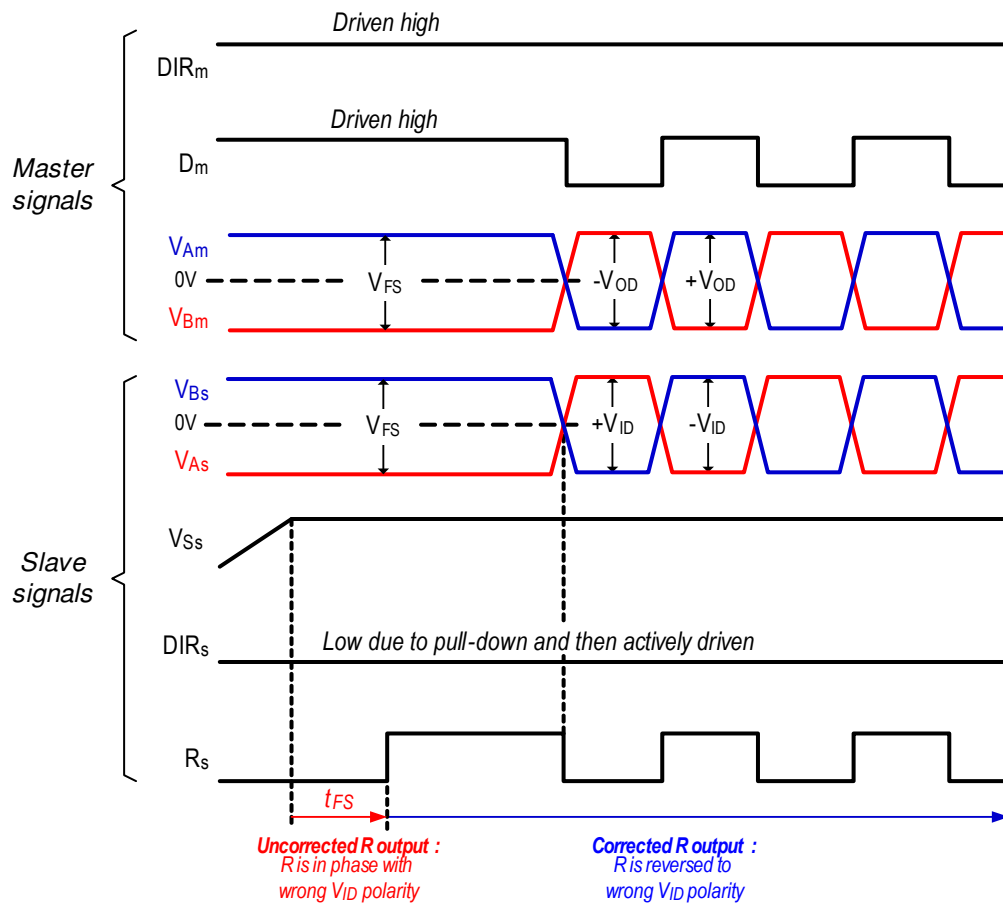 Driven high
DIRm
Driven high
Dm
Master
signals
VAm
0V
VFS
-VOD
+VOD
VBm
VBs
0V
VFS
+VID
-VID
VAs
VSs
Slave
signals
Low due to pull-down and then actively driven
DIRs
Rs
tFS
Uncorrected R output :
R is in phase with
wrong VID polarity
Corrected R output :
R is reversed to
wrong VID polarity